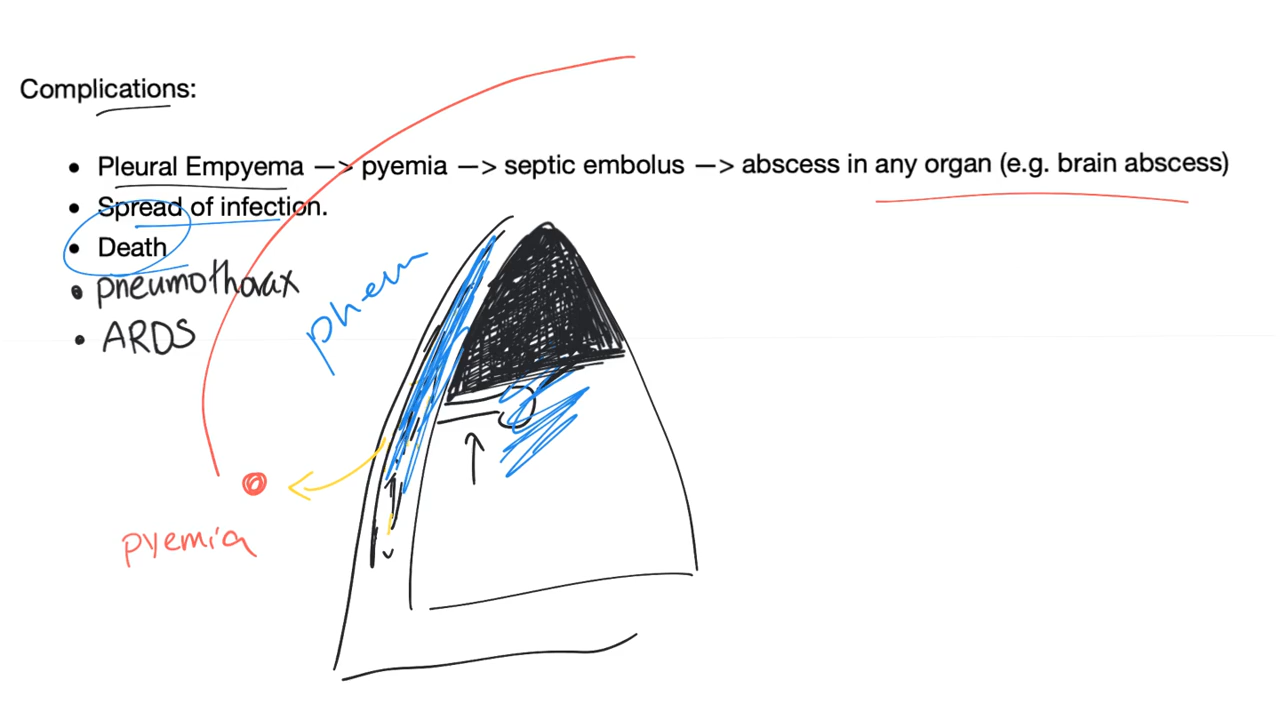 Complications:
• Pleural Empyema —> pyemia —> septic embolus —> abscess in any organ (e.g. brain abscess)
• Spread of infection.
• Death
• pneumothorax
• ARDS
pyemia